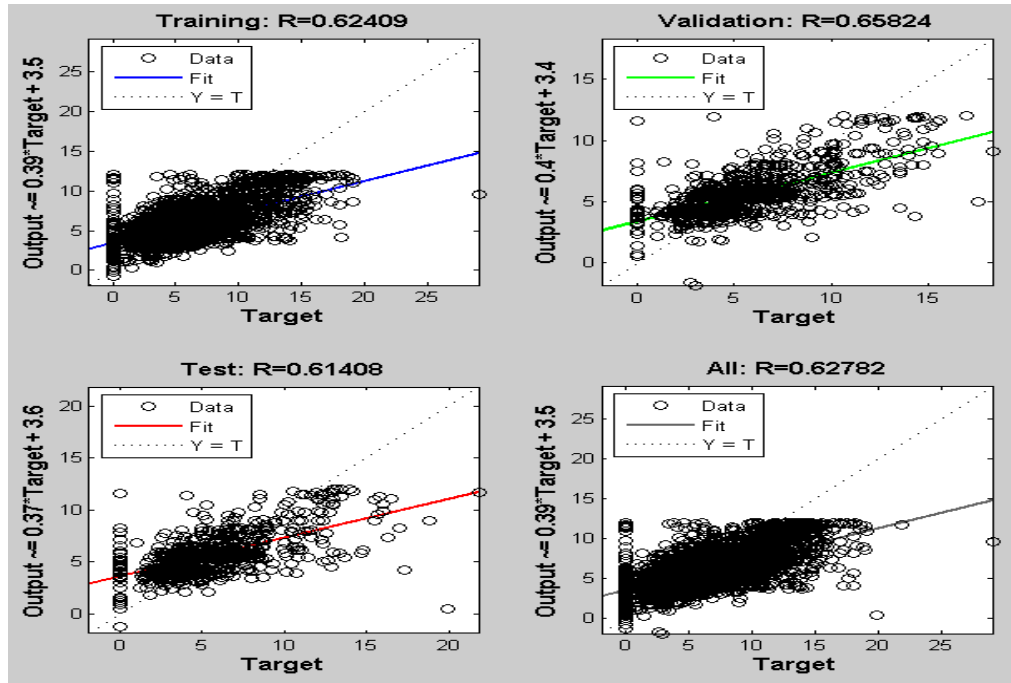 Training: R=0.62409
Output ~= 0.39*Target + 3.5
Data
Fit
Y = T
25
20
15
10
5
0
0 5 10 15 20 25
Target
Validation: R=0.65824
Output ~= 0.4*Target + 3.4
Data
Fit
Y = T
15
10
5
0
0 5 10 15
Target
Test: R=0.61408
Output ~= 0.37*Target + 3.6
Data
Fit
Y = T
20
15
10
5
0
0 5 10 15 20
Target
All: R=0.62782
Output ~= 0.39*Target + 3.5
Data
Fit
Y = T
25
20
15
10
5
0
0 5 10 15 20 25
Target